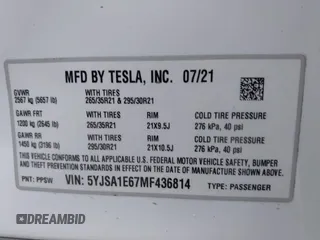 MFD BY TESLA, INC. 07/21
GVWR WITH TIRES
2567 kg (5657 lb) 265/35R21 & 295/30R21
GAWR FRT WITH TIRES RIM COLD TIRE PRESSURE
1200 kg (2645 lb) 265/35R21 21X9.5J 276 kPa, 40 psi
GAWR RR WITH TIRES RIM COLD TIRE PRESSURE
1450 kg (3196 lb) 295/30R21 21X10.5J 276 kPa, 40 psi
THIS VEHICLE CONFORMS TO ALL APPLICABLE FEDERAL MOTOR VEHICLE
SAFETY, BUMPER, AND THEFT PREVENTION STANDARDS IN
EFFECT ON THE DATE OF MANUFACTURE SHOWN ABOVE.
PNT: PPSW VIN: 5YJSA1E67MF436814 TYPE: PASSENGER